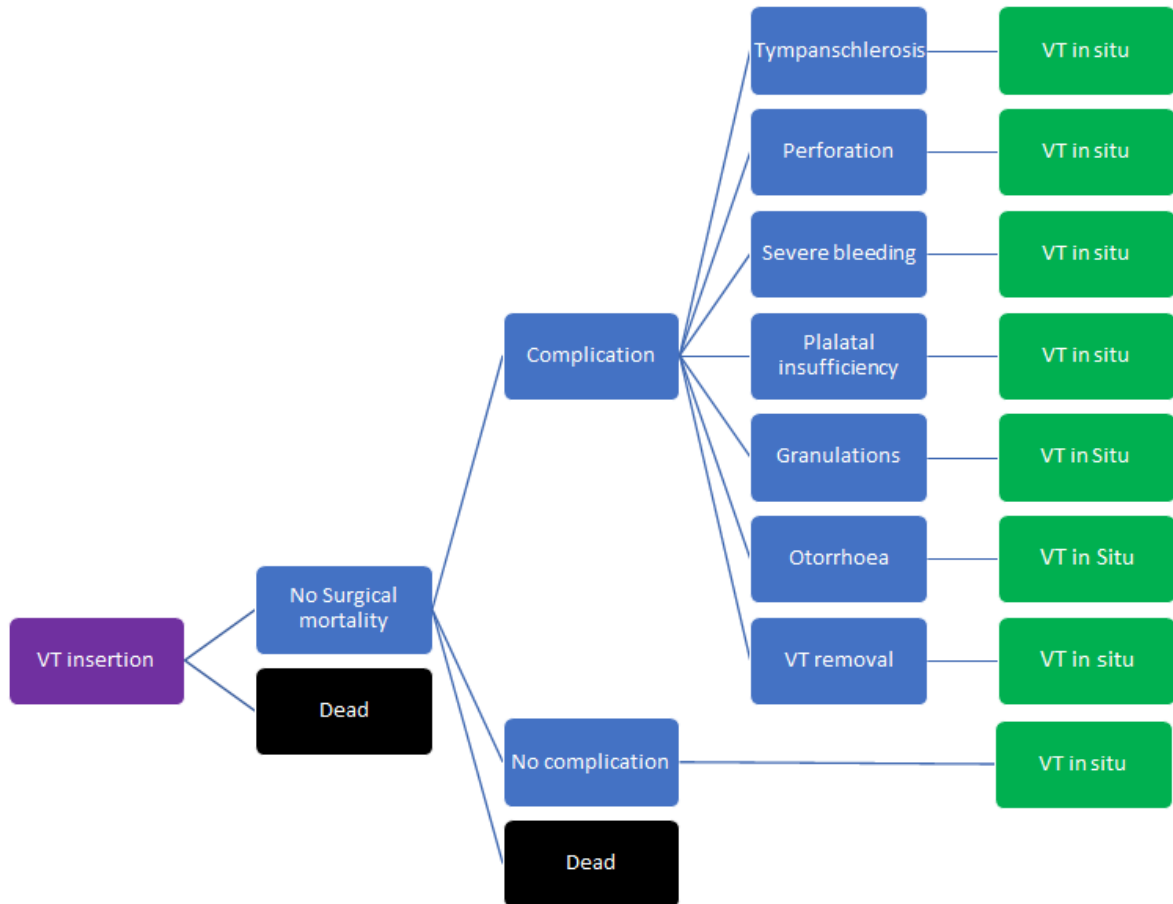 Tympanschlerosis
VT in situ
Perforation
VT in situ
Severe bleeding
VT in situ
Complication
Plalatal
insufficiency
VT in situ
Granulations
VT in Situ
Otorrhoea
VT in Situ
No Surgical
mortality
VT insertion
VT removal
VT in situ
Dead
No complication
VT in situ
Dead